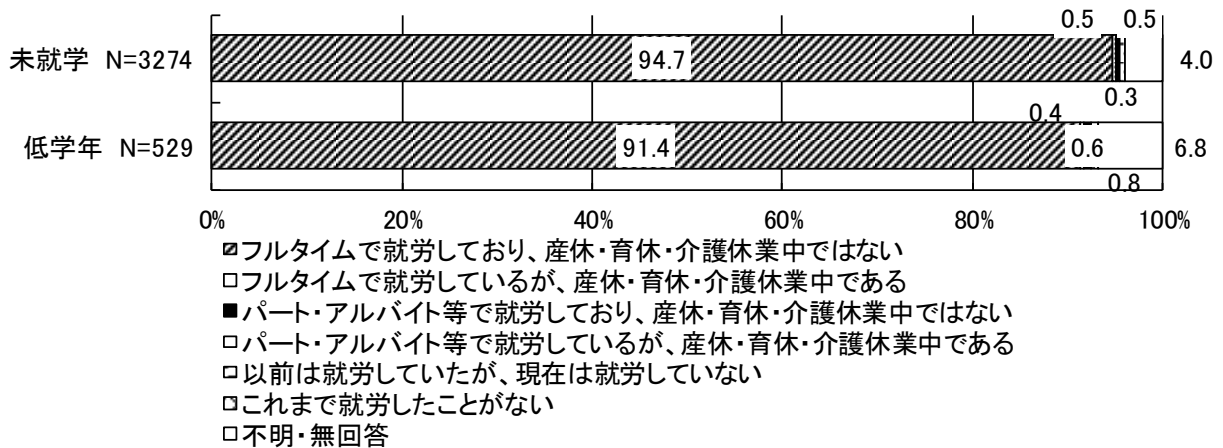 0.5 0.5
未就学 N=3274 94.7 4.0
0.3
0.4
低学年 N=529 91.4 0.6 6.8
0.8
0% 20% 40% 60% 80% 100%
フルタイムで就労しており、産休・育休・介護休業中ではない
フルタイムで就労しているが、産休・育休・介護休業中である
パート・アルバイト等で就労しており、産休・育休・介護休業中ではない
パート・アルバイト等で就労しているが、産休・育休・介護休業中である
以前は就労していたが、現在は就労していない
これまで就労したことがない
不明・無回答